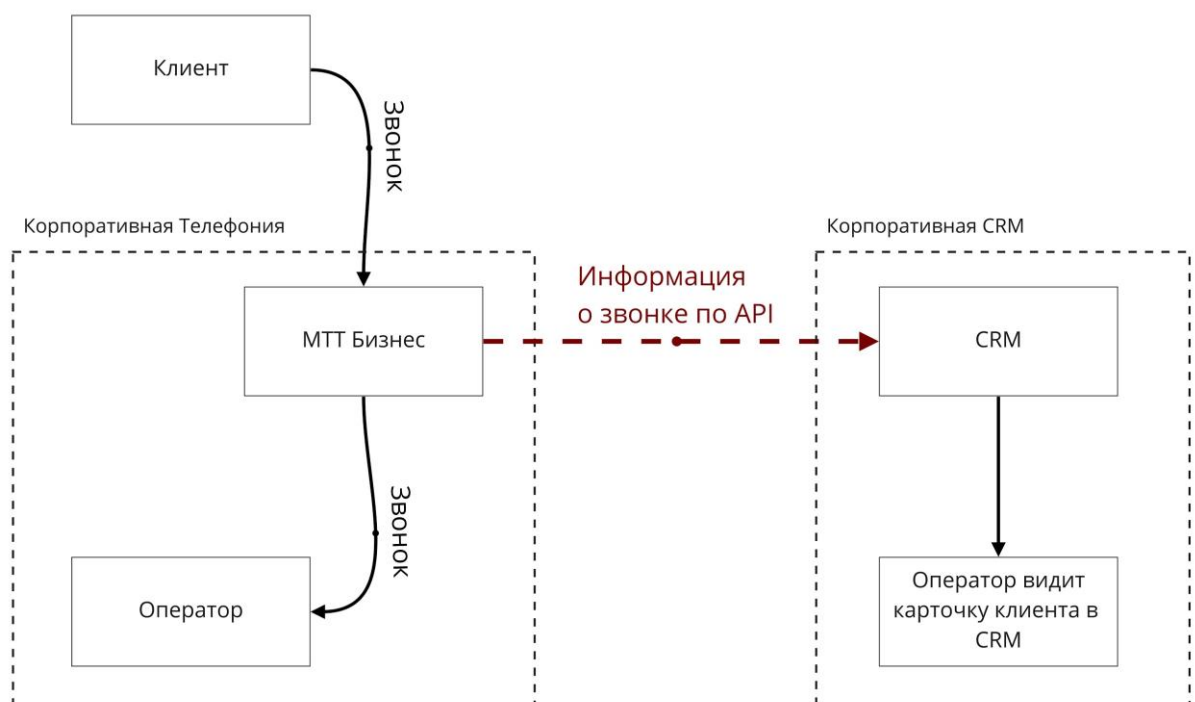 Клиент
Звонок
Корпоративная Телефония
Корпоративная CRM
Информация
о звонке по API
МТТ Бизнес
CRM
Звонок
Оператор
Оператор видит
карточку клиента в
CRM